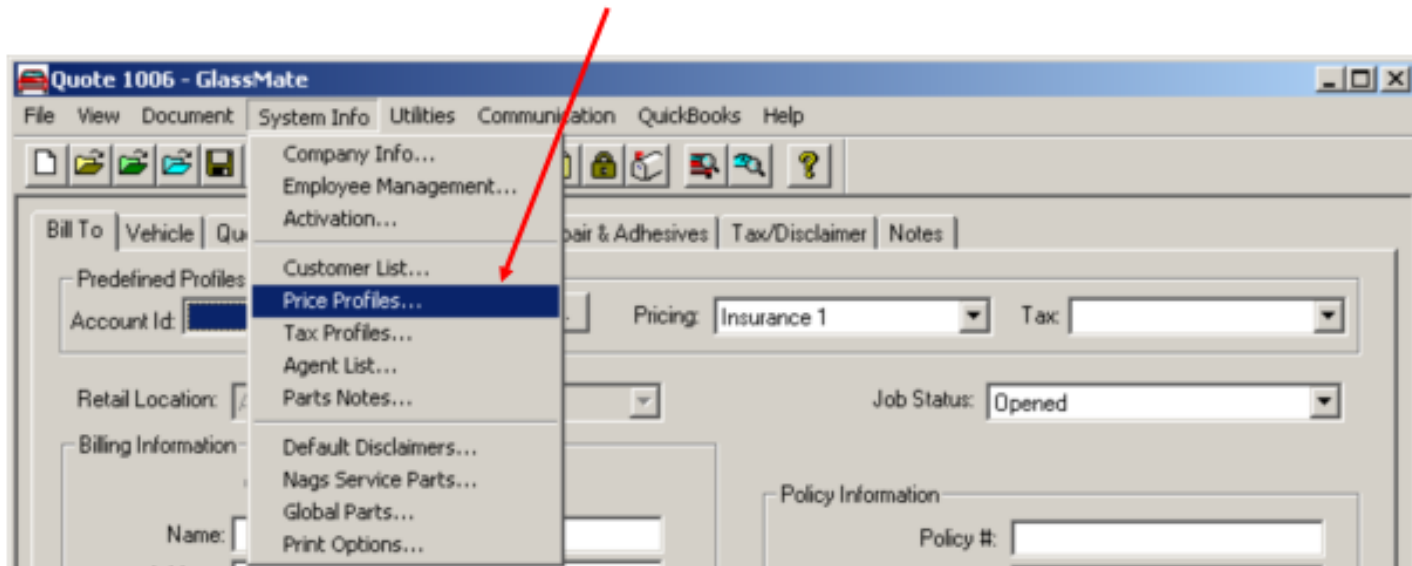 Quote 1006 - GlassMate
File View Document System Info Utilities Communication QuickBooks Help
Company Info...
Employee Management...
Activation...
Customer List...
Price Profiles...
Tax Profiles...
Agent List...
Parts Notes...
Default Disclaimers...
Nags Service Parts...
Global Parts...
Print Options...
Bill To Vehicle Qu pair & Adhesives Tax/Disclaimer Notes
Predefined Profiles
Account Id: Pricing: Insurance 1 Tax:
Retail Location: Job Status: Opened
Billing Information
Policy Information
Name: Policy #: